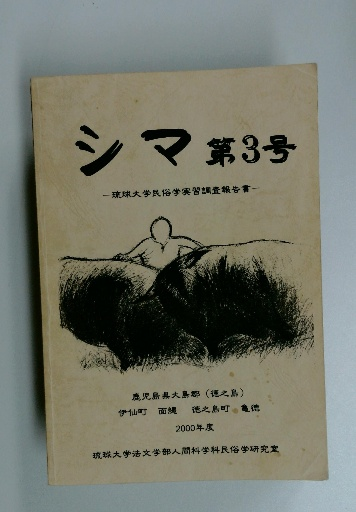 シマ 第3号
－琉球大学民俗学実習調査報告書－
鹿児島県大島郡（徳之島）
伊仙町 面縄 徳之島町 亀徳
2000年度
琉球大学法文学部人間科学科民俗学研究室